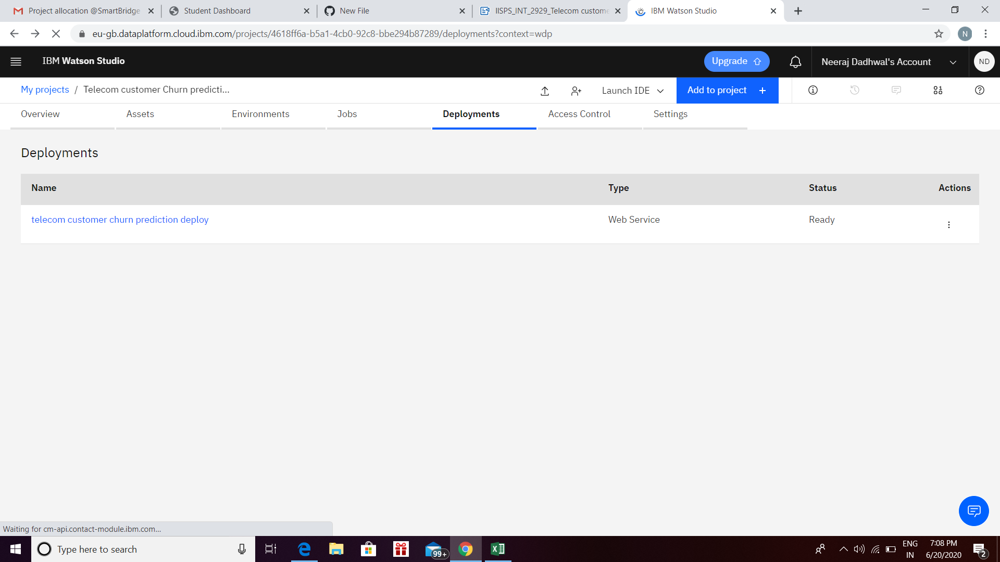 Project allocation @SmartBridge
Student Dashboard
New File
IISPS_INT_2929_Telecom custome
IBM Watson Studio
eu-gb.dataplatform.cloud.ibm.com/projects/4618ff6a-b5a1-4cb0-92c8-bbe294b87289/deployments?context=wdp
N
IBM Watson Studio
Upgrade
Neeraj Dadhwal's Account
ND
My projects / Telecom customer Churn predicti...
Launch IDE
Add to project +
Overview
Assets
Environments
Jobs
Deployments
Access Control
Settings
Deployments
Name
Type
Status
Actions
telecom customer churn prediction deploy
Web Service
Ready
Waiting for cm-api.contact-module.ibm.com...
Type here to search
99+
ENG
IN
7:08 PM
6/20/2020
2